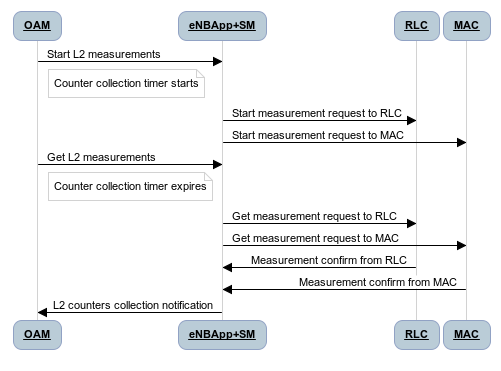 OAM eNBApp+SM RLC MAC
Start L2 measurements
Counter collection timer starts
Start measurement request to RLC
Start measurement request to MAC
Get L2 measurements
Counter collection timer expires
Get measurement request to RLC
Get measurement request to MAC
Measurement confirm from RLC
Measurement confirm from MAC
L2 counters collection notification
OAM eNBApp+SM RLC MAC